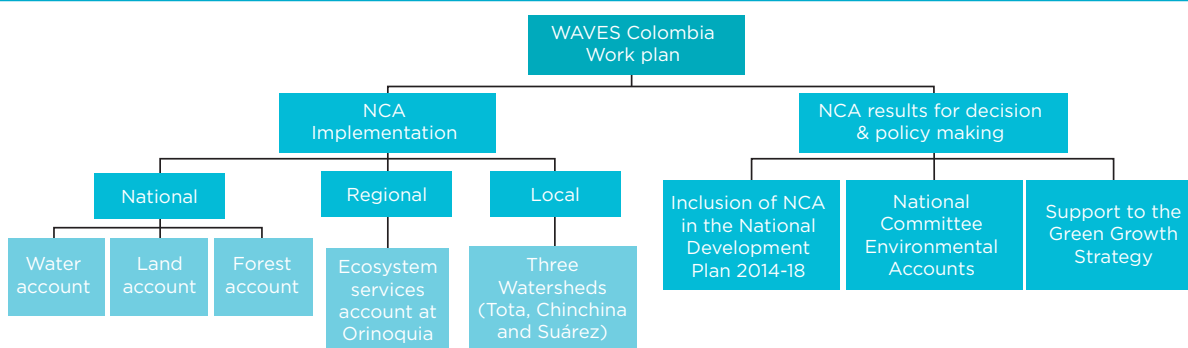 WAVES Colombia
Work plan
NCA
Implementation
NCA results for decision
& policy making
National
Regional
Local
Water
account
Land
account
Forest
account
Ecosystem
services
account at
Orinoquia
Three
Watersheds
(Tota, Chinchina
and Suárez)
Inclusion of NCA
in the National
Development
Plan 2014-18
National
Committee
Environmental
Accounts
Support to the
Green Growth
Strategy